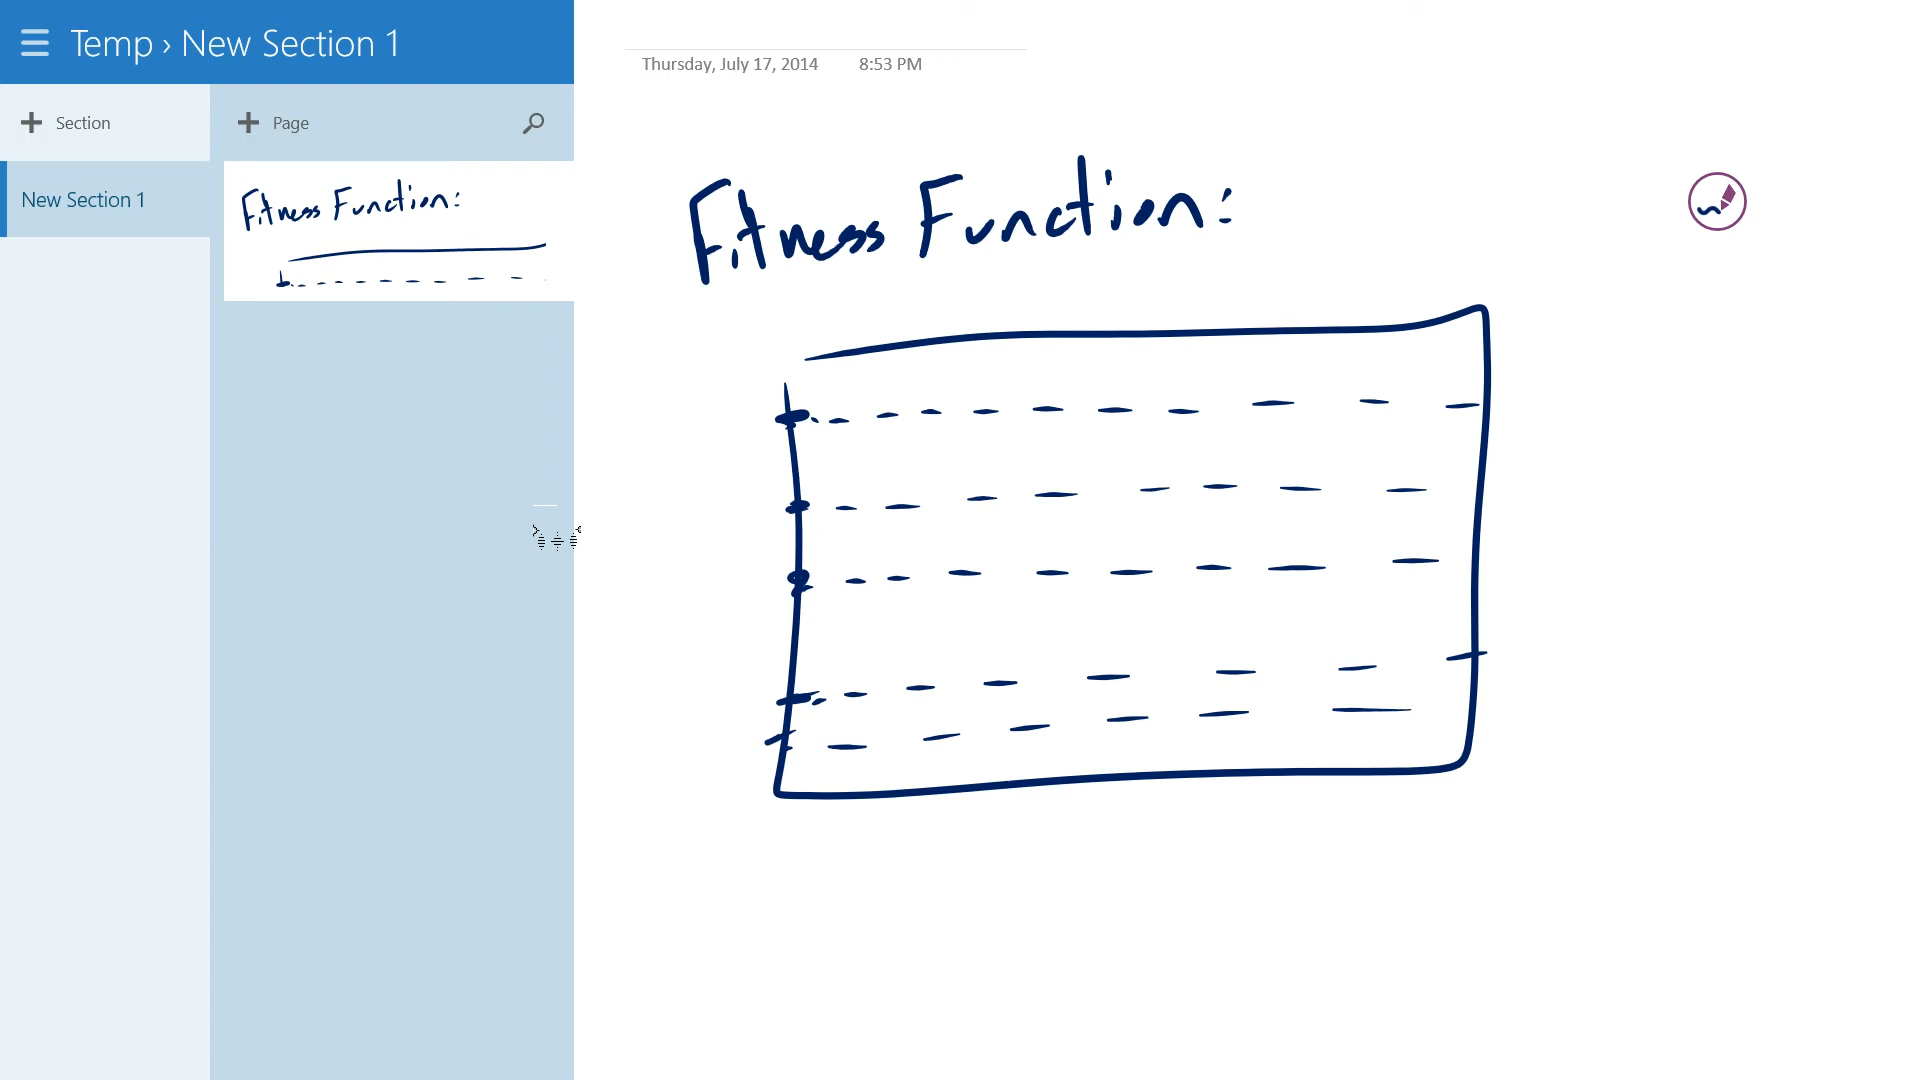 Temp › New Section 1
Section
Page
New Section 1
Fitness Function:
Thursday, July 17, 2014 8:53 PM
Fitness Function: